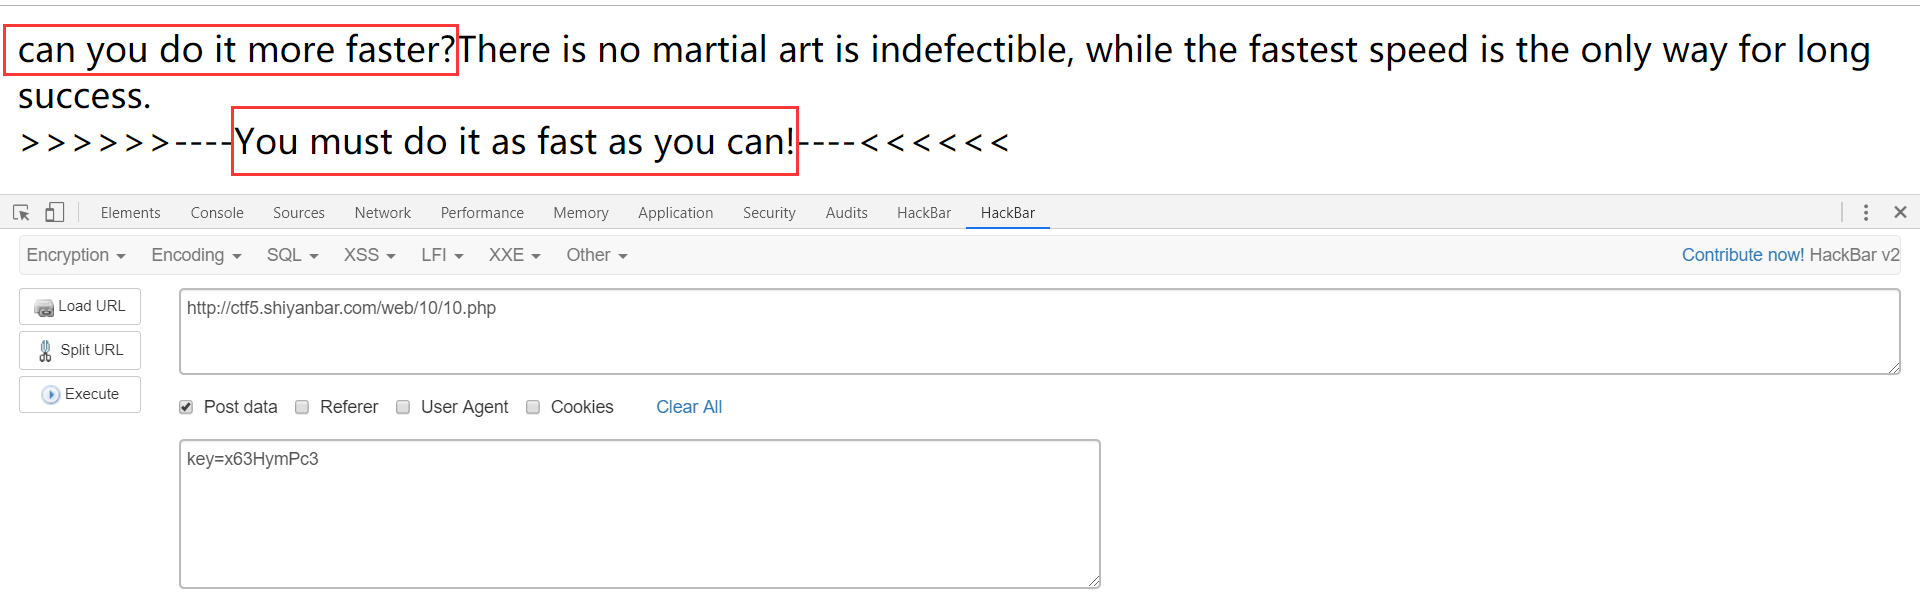 can you do it more faster?There is no martial art is indefectible, while the fastest speed is the only way for long
success.
>>>>>>----You must do it as fast as you can!----<<<<<<
Elements Console Sources Network Performance Memory Application Security Audits HackBar HackBar
Encryption Encoding SQL XSS LFI XXE Other Contribute now! HackBar v2
Load URL http://ctf5.shiyanbar.com/web/10/10.php
Split URL
Execute
Post data Referer User Agent Cookies Clear All
key=x63HymPc3